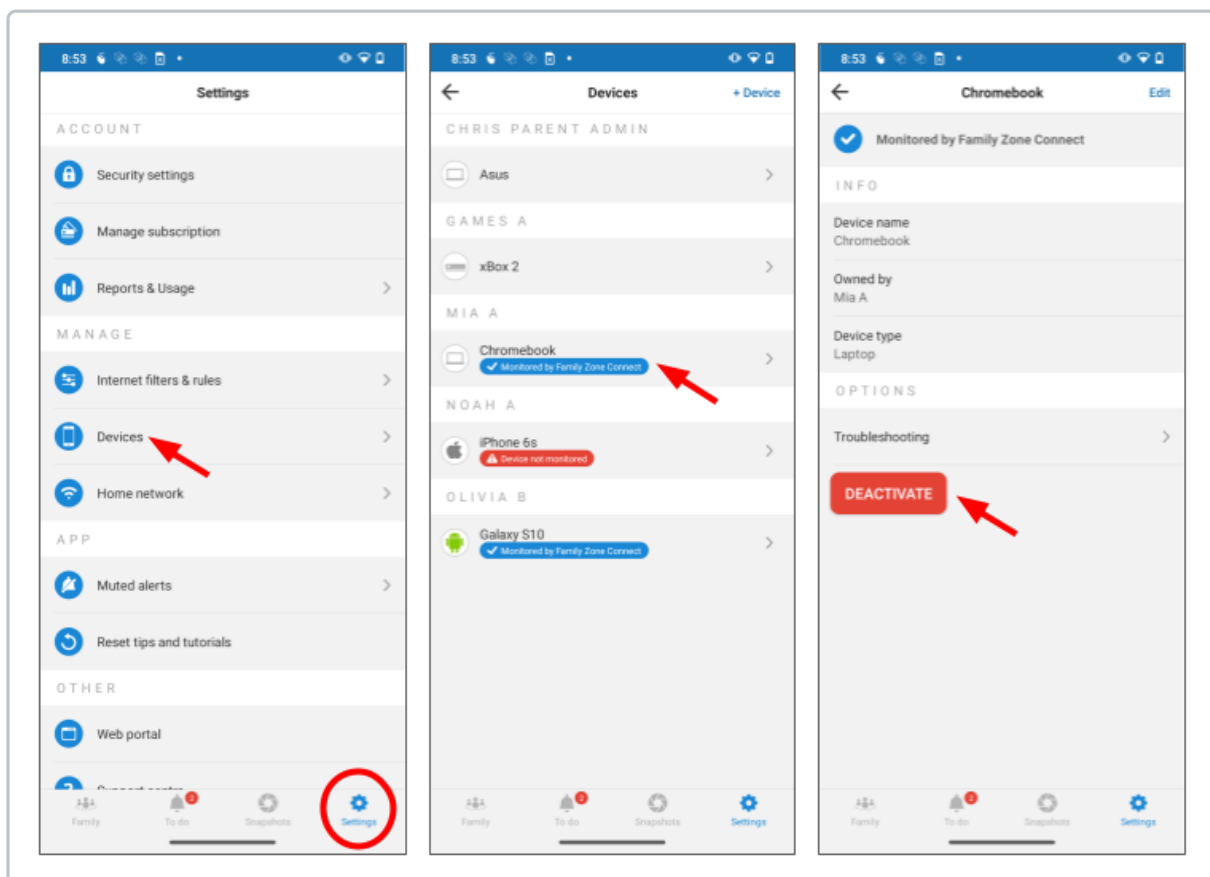 8:53
Settings
ACCOUNT
Security settings
Manage subscription
Reports & Usage
MANAGE
Internet filters & rules
Devices
Home network
APP
Muted alerts
Reset tips and tutorials
OTHER
Web portal
Support centre
Family
To do
2
Snapshots
Settings
8:53
Devices
+ Device
CHRIS PARENT ADMIN
Asus
GAMES A
xBox 2
MIA A
Chromebook
Monitored by Family Zone Connect
NOAH A
iPhone 6s
Device not monitored
OLIVIA B
Galaxy S10
Monitored by Family Zone Connect
Family
To do
2
Snapshots
Settings
8:53
Chromebook
Edit
Monitored by Family Zone Connect
INFO
Device name
Chromebook
Owned by
Mia A
Device type
Laptop
OPTIONS
Troubleshooting
DEACTIVATE
Family
To do
2
Snapshots
Settings